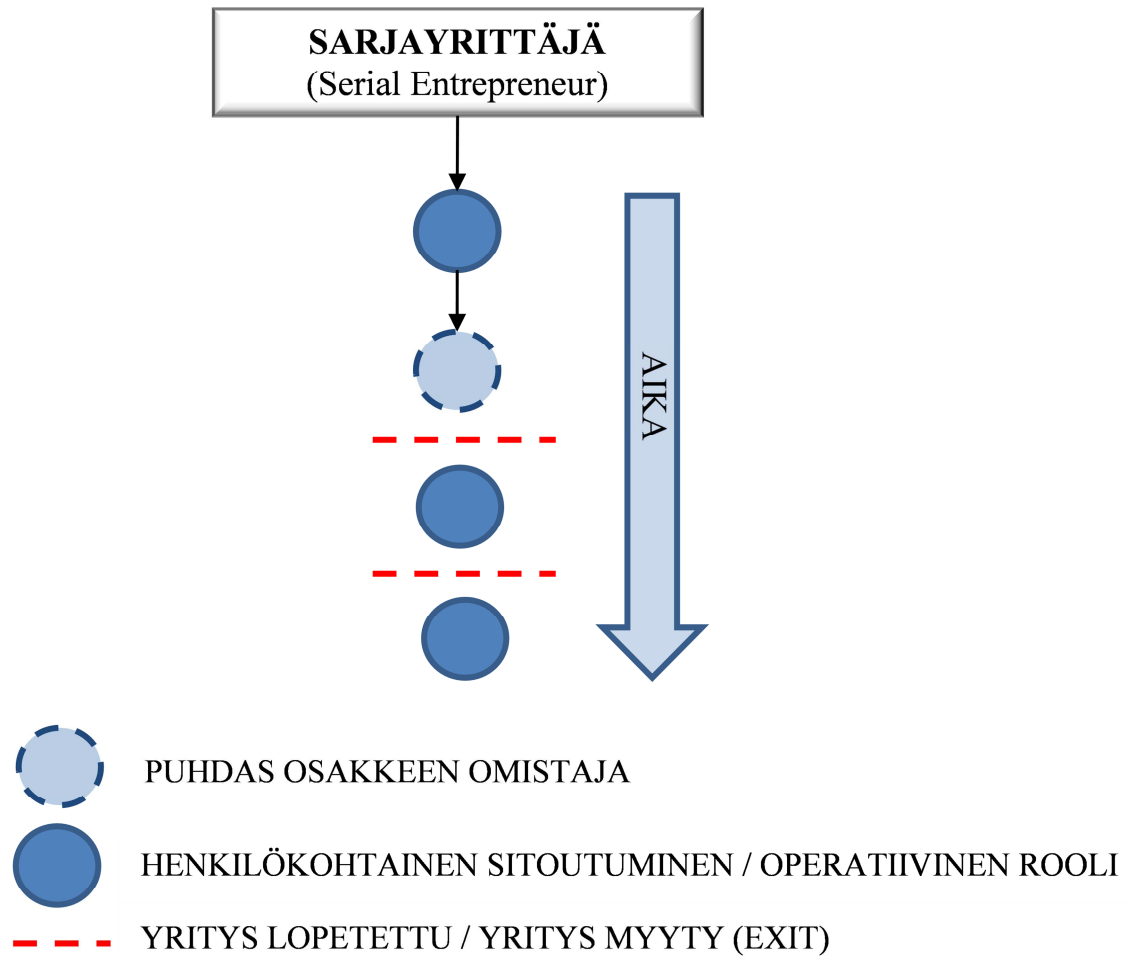 SARJAYRITTÄJÄ
(Serial Entrepreneur)
AIKA
PUHDAS OSAKKEEN OMISTAJA
HENKILÖKOHTAINEN SITOUTUMINEN / OPERATIIVINEN ROOLI
YRITYS LOPETETTU / YRITYS MYYTY (EXIT)